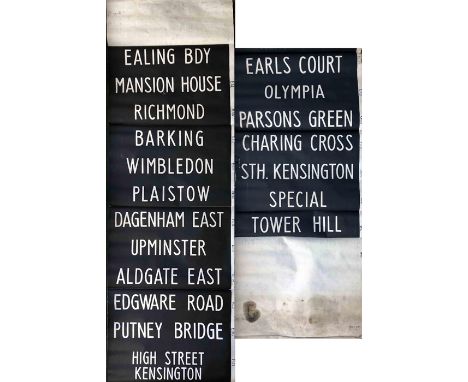 EALING BDY
MANSION HOUSE
RICHMOND
BARKING
WIMBLEDON
PLAISTOW
DAGENHAM EAST
UPMINSTER
ALDGATE EAST
EDGWARE ROAD
PUTNEY BRIDGE
HIGH STREET
KENSINGTON
EARLS COURT
OLYMPIA
PARSONS GREEN
CHARING CROSS
STH. KENSINGTON
SPECIAL
TOWER HILL